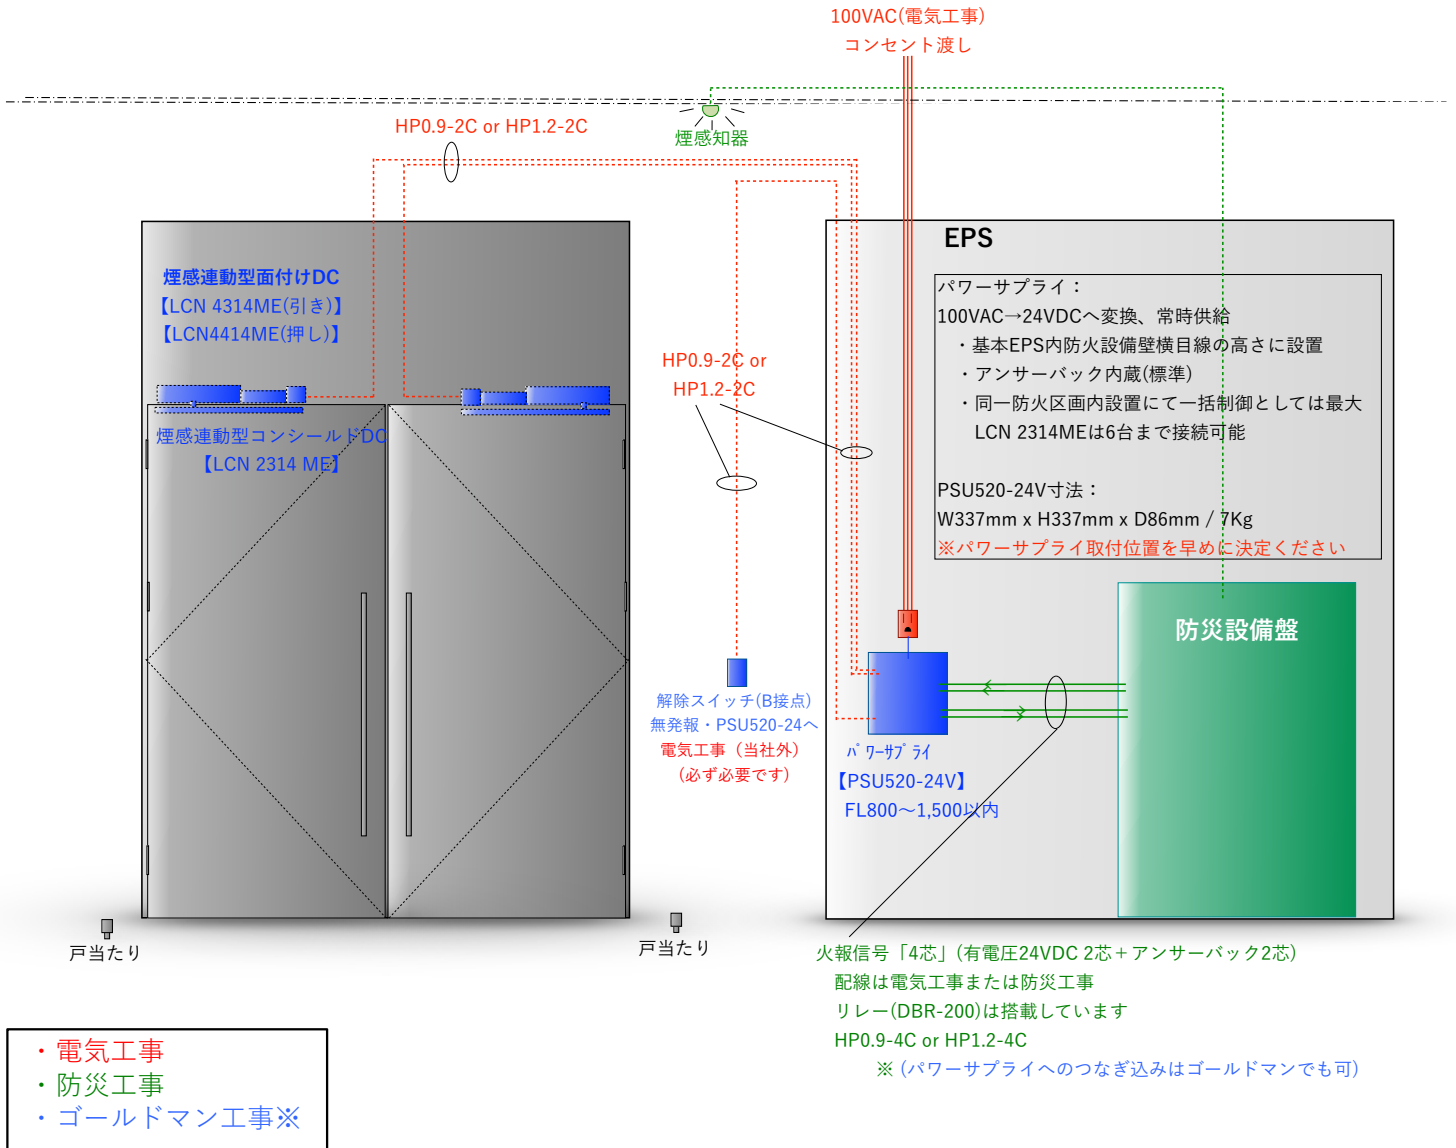 100VAC(電気工事)
コンセント渡し
HP0.9-2C or HP1.2-2C
煙感知器
煙感連動型面付けDC
【LCN 4314ME(引き)】
【LCN4414ME(押し)】
煙感連動型コンシールドDC
【LCN 2314 ME】
HP0.9-2C or
HP1.2-2C
EPS
パワーサプライ：
100VAC→24VDCへ変換、常時供給
・基本EPS内防火設備壁横目線の高さに設置
・アンサーバック内蔵(標準)
・同一防火区画内設置にて一括制御としては最大
LCN 2314MEは6台まで接続可能
PSU520-24V寸法：
W337mm x H337mm x D86mm / 7Kg
※パワーサプライ取付位置を早めに決定ください
防災設備盤
解除スイッチ(B接点)
無発報・PSU520-24へ
電気工事（当社外）
(必ず必要です)
ﾊﾟﾜｰｻﾌﾟﾗｲ
【PSU520-24V】
FL800～1,500以内
戸当たり
戸当たり
火報信号「4芯」(有電圧24VDC 2芯＋アンサーバック2芯)
配線は電気工事または防災工事
リレー(DBR-200)は搭載しています
HP0.9-4C or HP1.2-4C
※ (パワーサプライへのつなぎ込みはゴールドマンでも可)
・電気工事
・防災工事
・ゴールドマン工事※